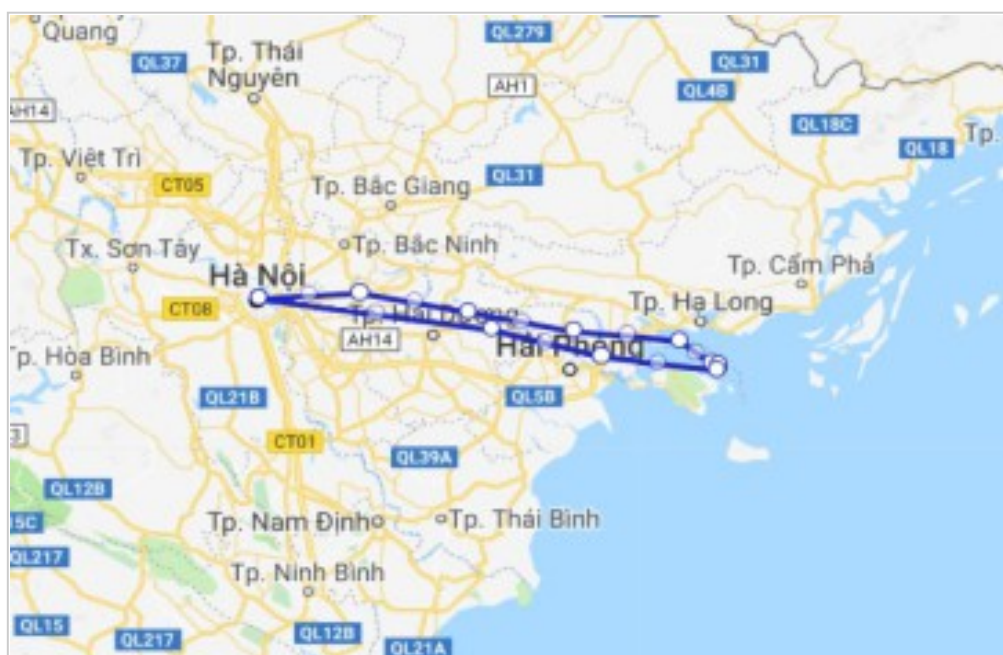 Quang
QL37
Tp. Thái
Nguyên
QL279
QL31
AH1
QL4B
QL18C
AH14
QL18
Tp.
Tp. Việt Trì
CT05
Tp. Bắc Giang
QL31
Tx. Sơn Tây
Tp. Bắc Ninh
Tp. Cẩm Phả
Hà Nội
CT08
Tp. Hạ Long
AH14
Hải Phòng
Tp. Hòa Bình
QL21B
QL5B
CT01
QL39A
QL12B
Tp. Nam Định
Tp. Thái Bình
QL217
Tp. Ninh Bình
QL15
QL217
QL12B
QL21A